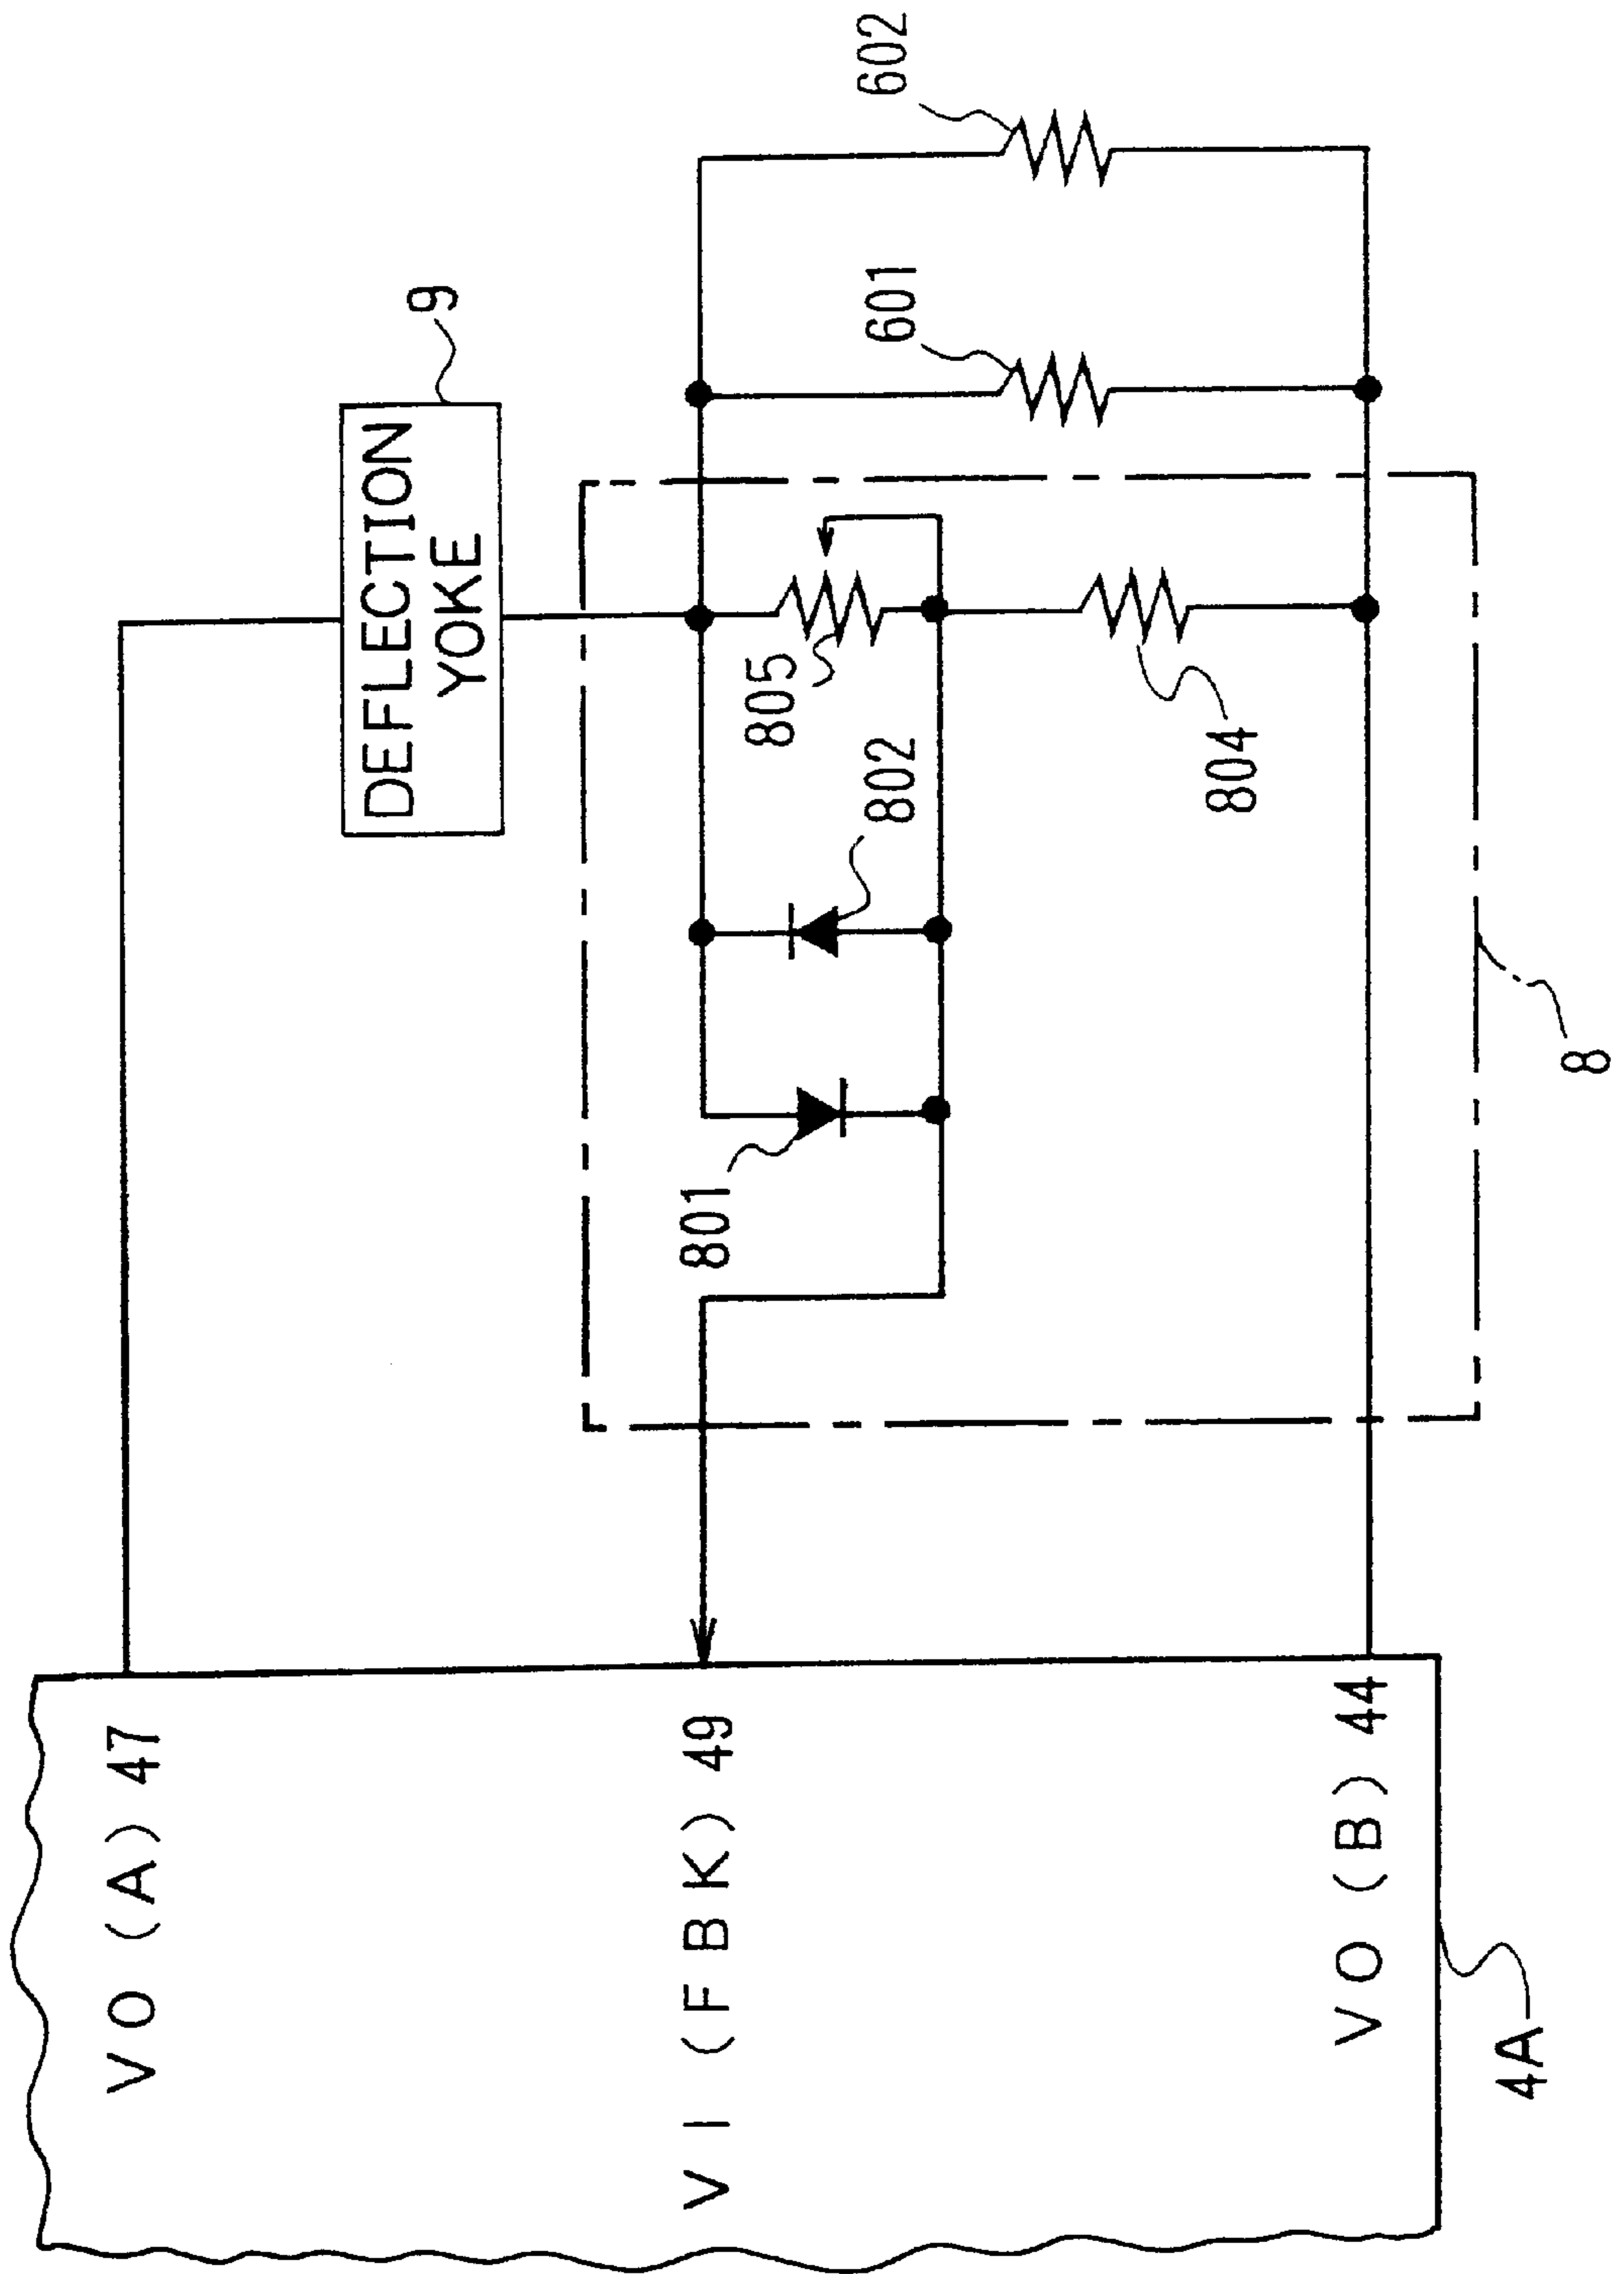 VO (A) 47
VI (FBK) 49
VO (B) 44
4A
DEFLECTION
YOKE
9
801
802
805
804
8
601
602